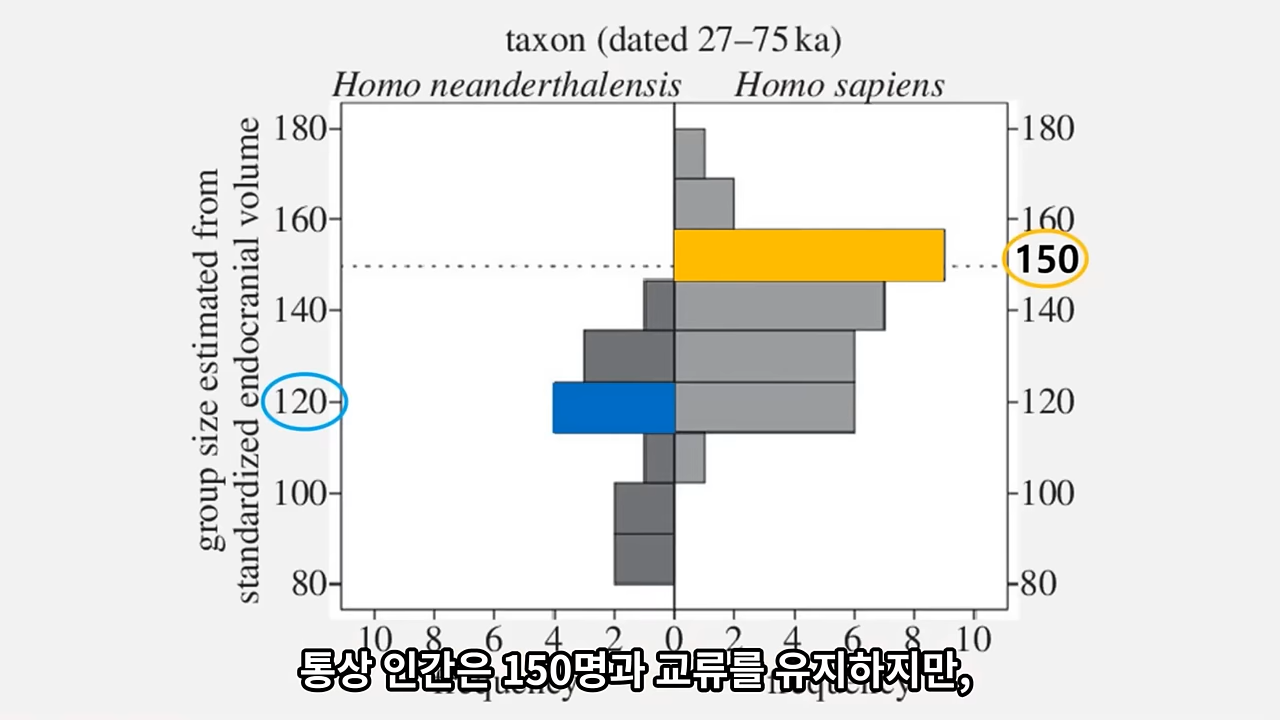 taxon (dated 27–75 ka)
Homo neanderthalensis
Homo sapiens
group size estimated from
standardized endocranial volume
180
160
140
120
100
80
180
160
150
140
120
100
80
10 8 6 4 2 0 2 4 6 8 10
frequency
frequency
통상 인간은 150명과 교류를 유지하지만,